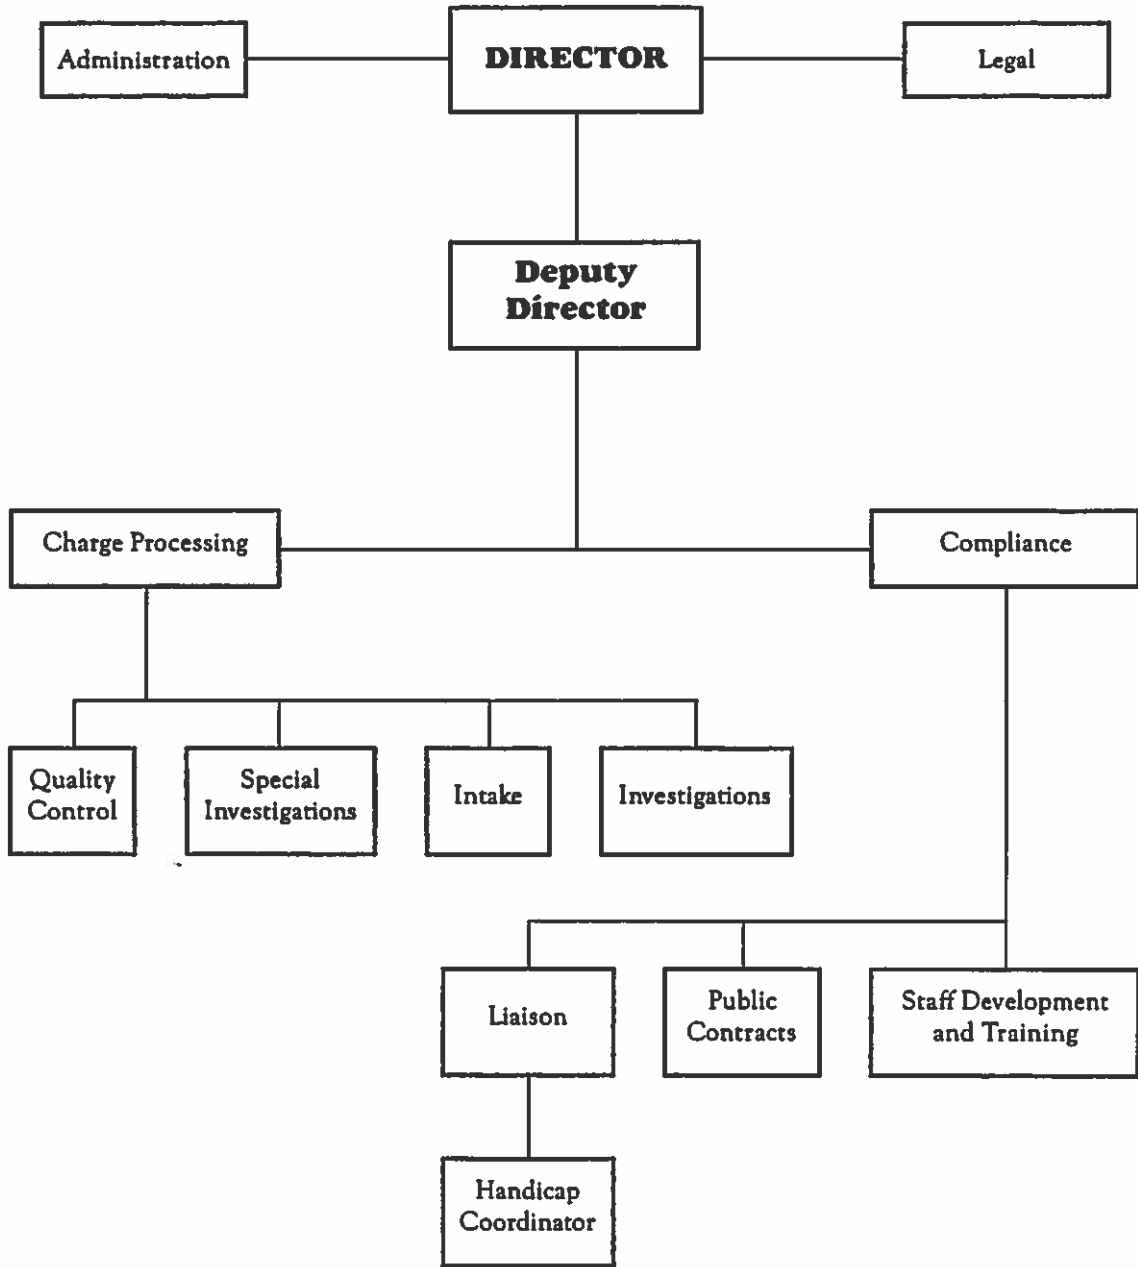 Administration
DIRECTOR
Legal
Deputy
Director
Charge Processing
Compliance
Quality
Control
Special
Investigations
Intake
Investigations
Liaison
Public
Contracts
Staff Development
and Training
Handicap
Coordinator